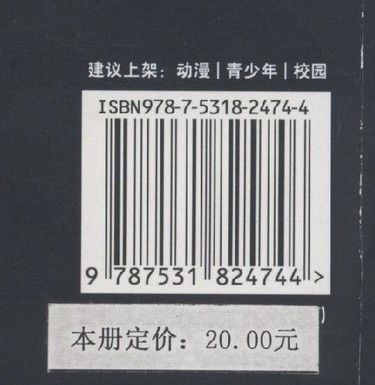 建议上架：动漫|青少年|校园
ISBN978-7-5318-2474-4
9 787531 824744 >
本册定价：20.00元